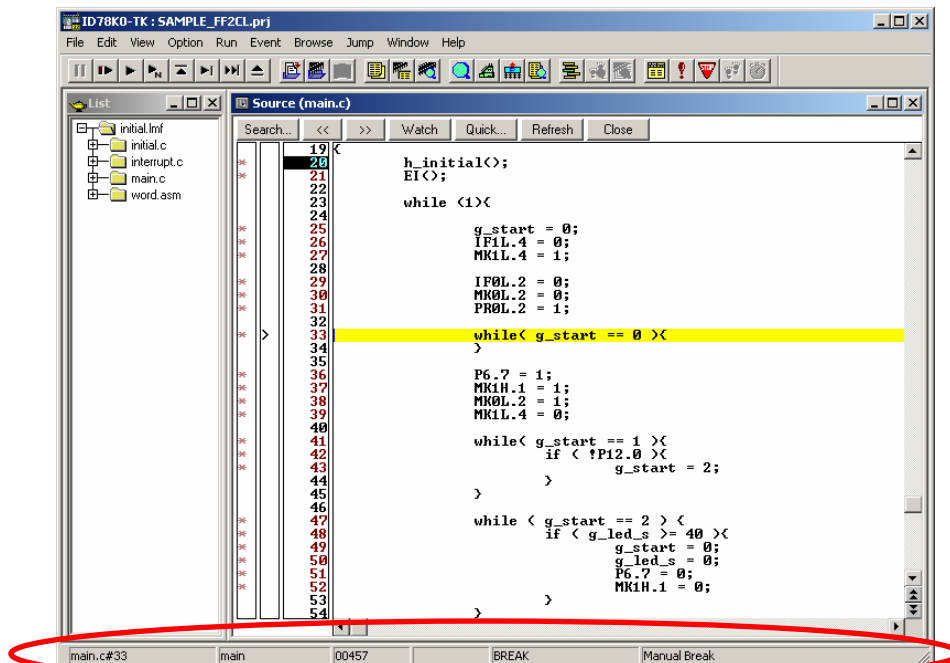 ID78K0-TK : SAMPLE_FF2CL.prj
File Edit View Option Run Event Browse Jump Window Help
List
Source (main.c)
Search... << >> Watch Quick... Refresh Close
initial.lmf
initial.c
interrupt.c
main.c
word.asm
19 {
* 20 h_initial();
* 21 EI();
22
23 while (1){
24
* 25 g_start = 0;
* 26 IF1L.4 = 0;
* 27 MK1L.4 = 1;
28
* 29 IF0L.2 = 0;
* 30 MK0L.2 = 0;
* 31 PR0L.2 = 1;
32
* > 33 while( g_start == 0 ){
34 }
35
* 36 P6.7 = 1;
* 37 MK1H.1 = 1;
* 38 MK0L.2 = 1;
* 39 MK1L.4 = 0;
40
* 41 while( g_start == 1 ){
* 42 if ( !P12.0 ){
* 43 g_start = 2;
44 }
45 }
46
* 47 while ( g_start == 2 ) {
* 48 if ( g_led_s >= 40 ){
* 49 g_start = 0;
* 50 g_led_s = 0;
* 51 P6.7 = 0;
* 52 MK1H.1 = 0;
53 }
54 }
main.c#33 main 00457 BREAK Manual Break